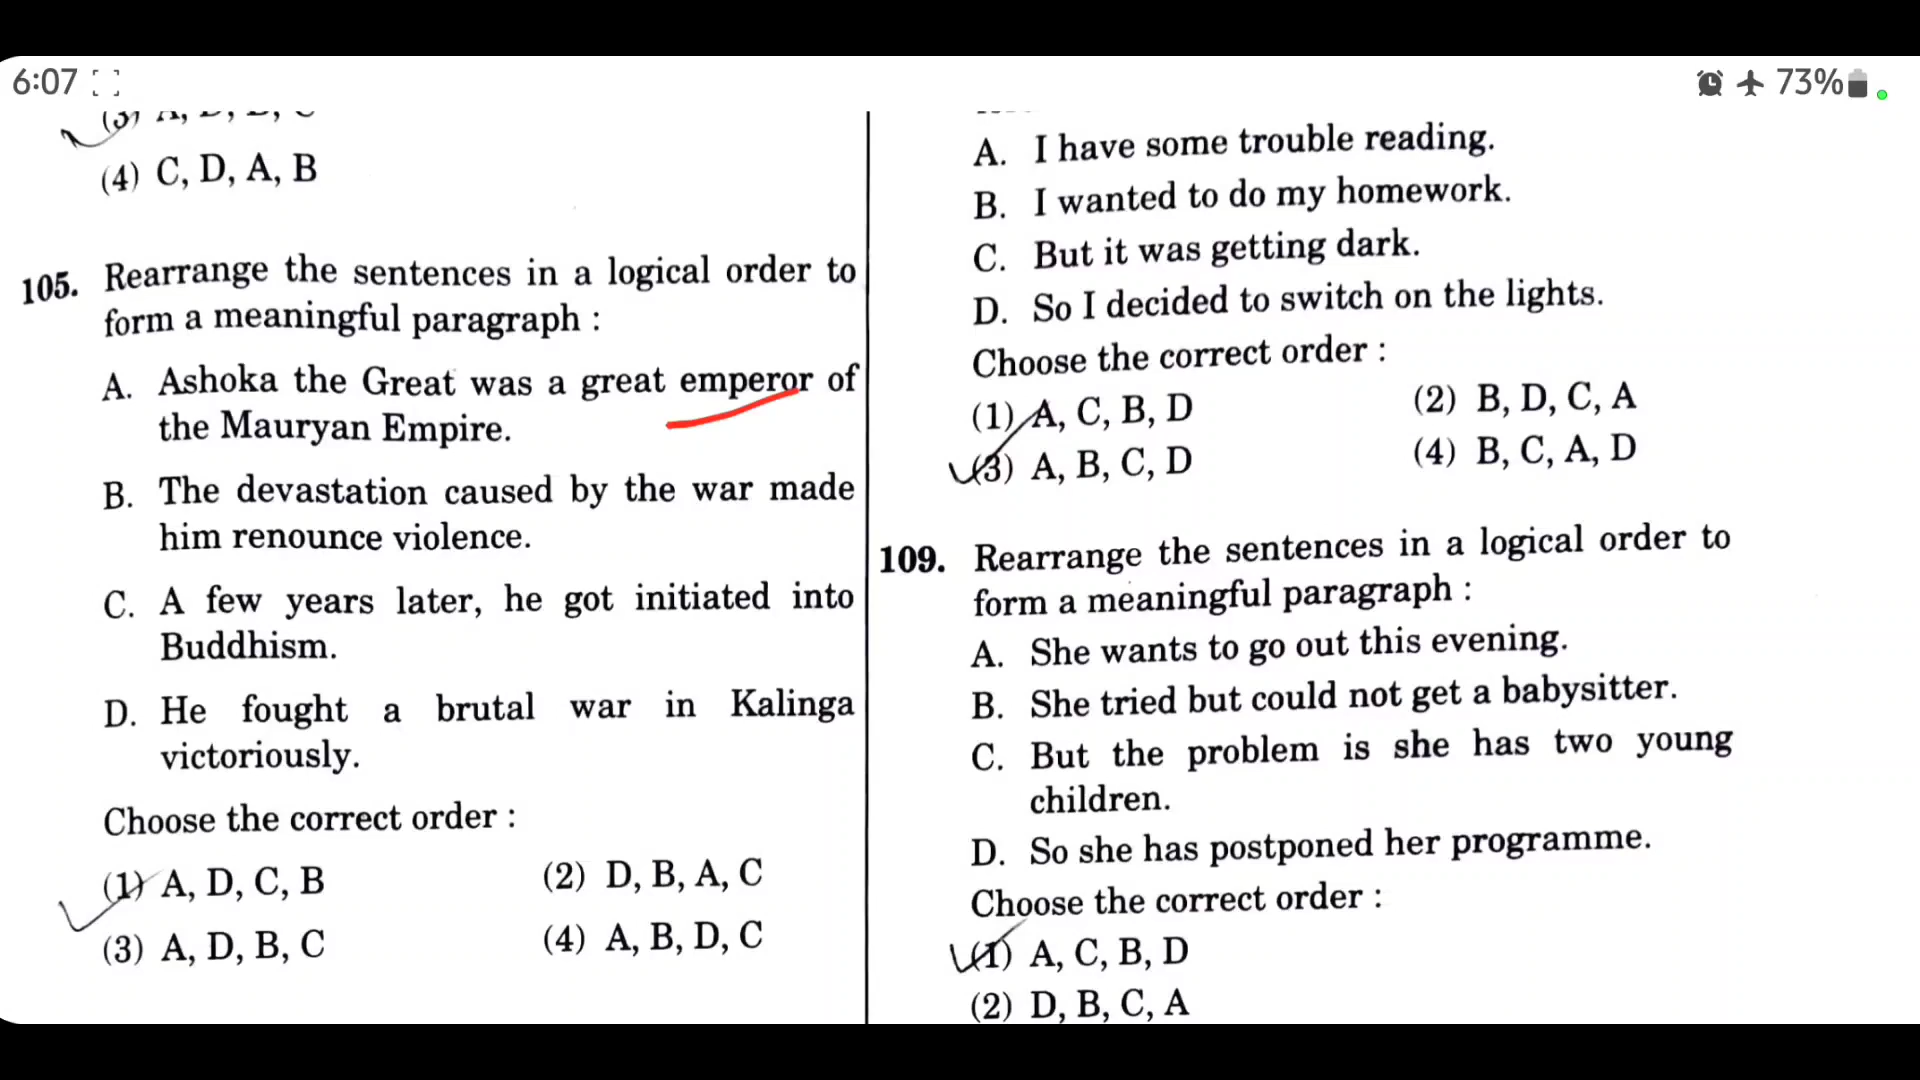 6:07
73%
(4) C, D, A, B
105. Rearrange the sentences in a logical order to
form a meaningful paragraph :
A. Ashoka the Great was a great emperor of
the Mauryan Empire.
B. The devastation caused by the war made
him renounce violence.
C. A few years later, he got initiated into
Buddhism.
D. He fought a brutal war in Kalinga
victoriously.
Choose the correct order :
(1) A, D, C, B (2) D, B, A, C
(3) A, D, B, C (4) A, B, D, C
A. I have some trouble reading.
B. I wanted to do my homework.
C. But it was getting dark.
D. So I decided to switch on the lights.
Choose the correct order :
(1) A, C, B, D (2) B, D, C, A
(3) A, B, C, D (4) B, C, A, D
109. Rearrange the sentences in a logical order to
form a meaningful paragraph :
A. She wants to go out this evening.
B. She tried but could not get a babysitter.
C. But the problem is she has two young
children.
D. So she has postponed her programme.
Choose the correct order :
(1) A, C, B, D
(2) D, B, C, A